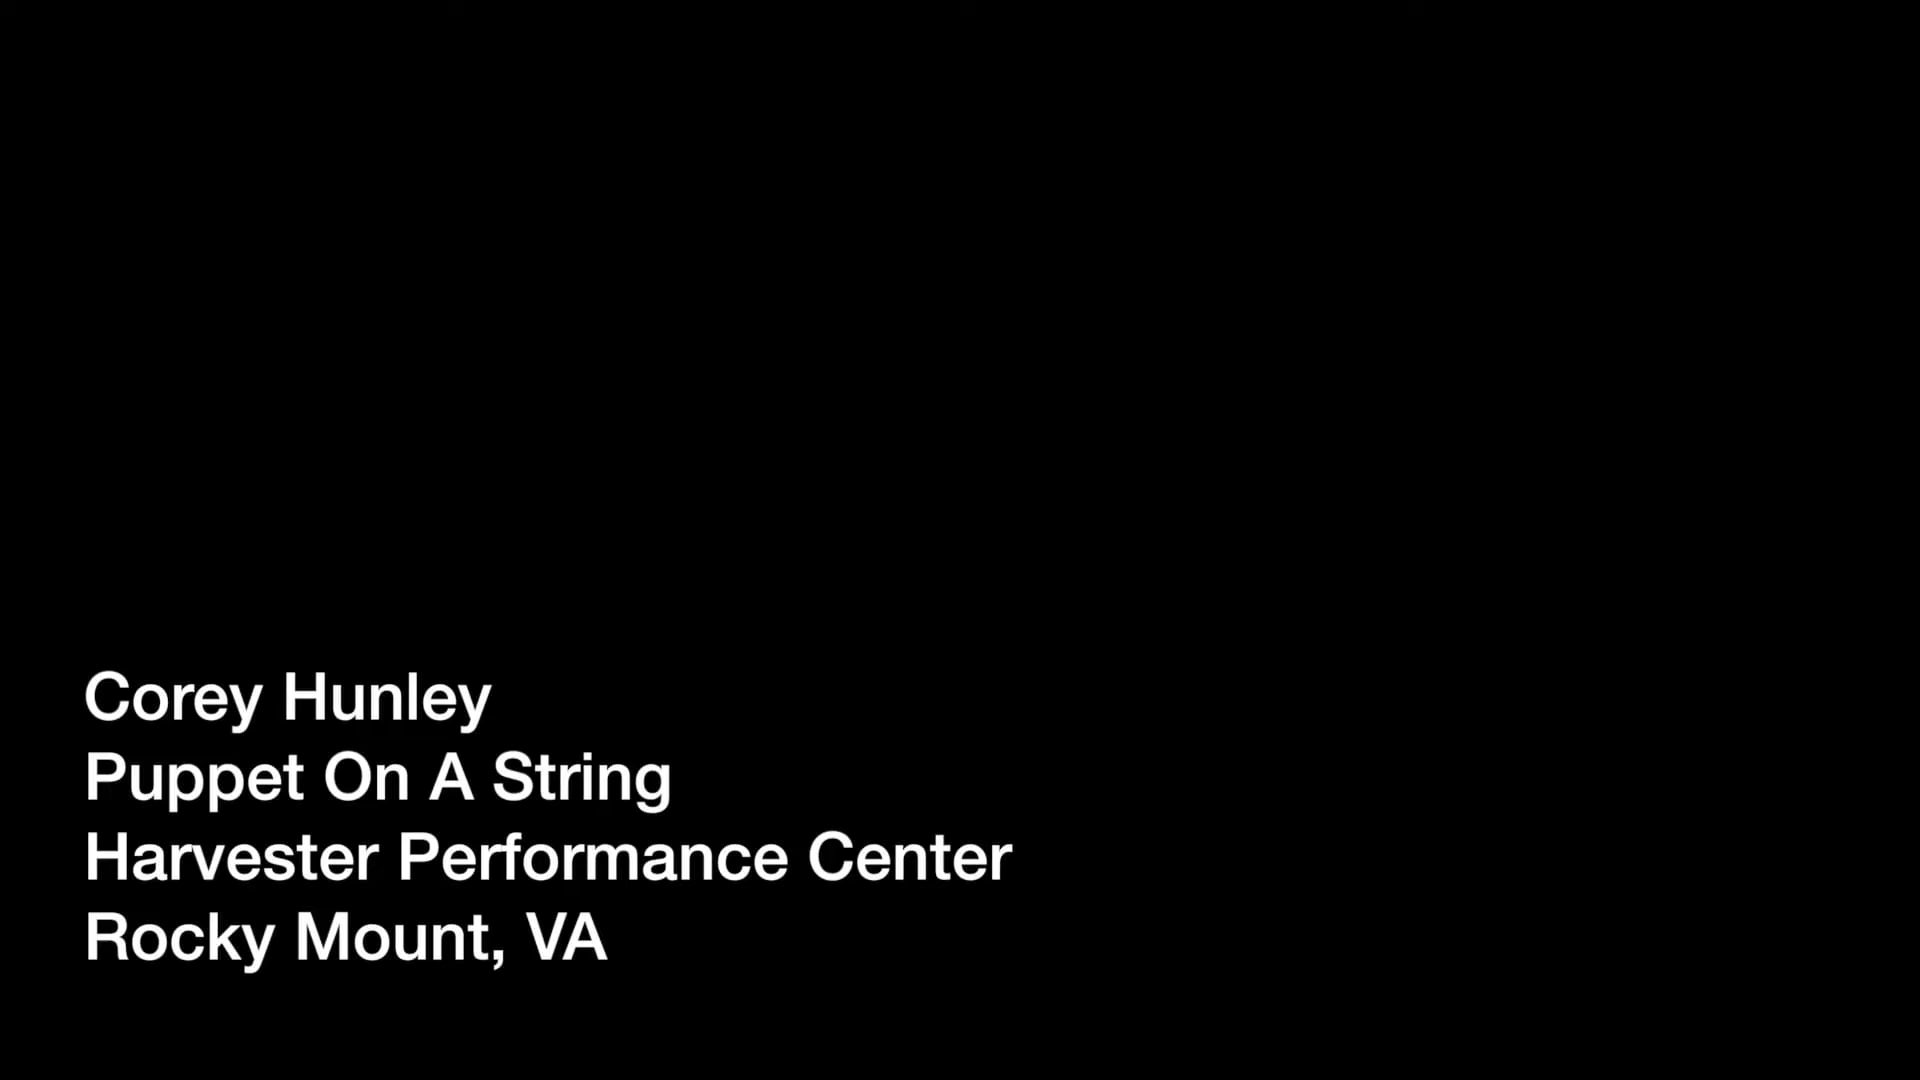 Corey Hunley
Puppet On A String
Harvester Performance Center
Rocky Mount, VA